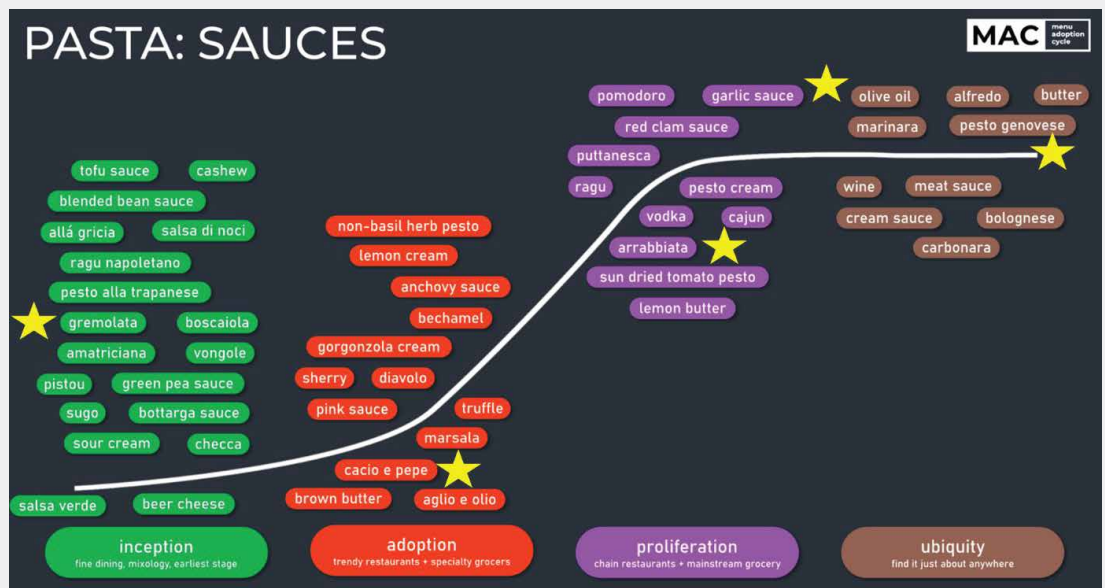 PASTA: SAUCES
MAC menu adoption cycle
tofu sauce
cashew
blended bean sauce
allá gricia
salsa di noci
ragu napoletano
pesto alla trapanese
gremolata
boscaiola
amatriciana
vongole
pistou
green pea sauce
sugo
bottarga sauce
sour cream
checca
salsa verde
beer cheese
inception
fine dining, mixology, earliest stage
non-basil herb pesto
lemon cream
anchovy sauce
bechamel
gorgonzola cream
sherry
diavolo
pink sauce
truffle
marsala
cacio e pepe
brown butter
aglio e olio
adoption
trendy restaurants + specialty grocers
pomodoro
garlic sauce
red clam sauce
puttanesca
ragu
pesto cream
vodka
cajun
arrabbiata
sun dried tomato pesto
lemon butter
proliferation
chain restaurants + mainstream grocery
olive oil
alfredo
butter
marinara
pesto genovese
wine
meat sauce
cream sauce
bolognese
carbonara
ubiquity
find it just about anywhere